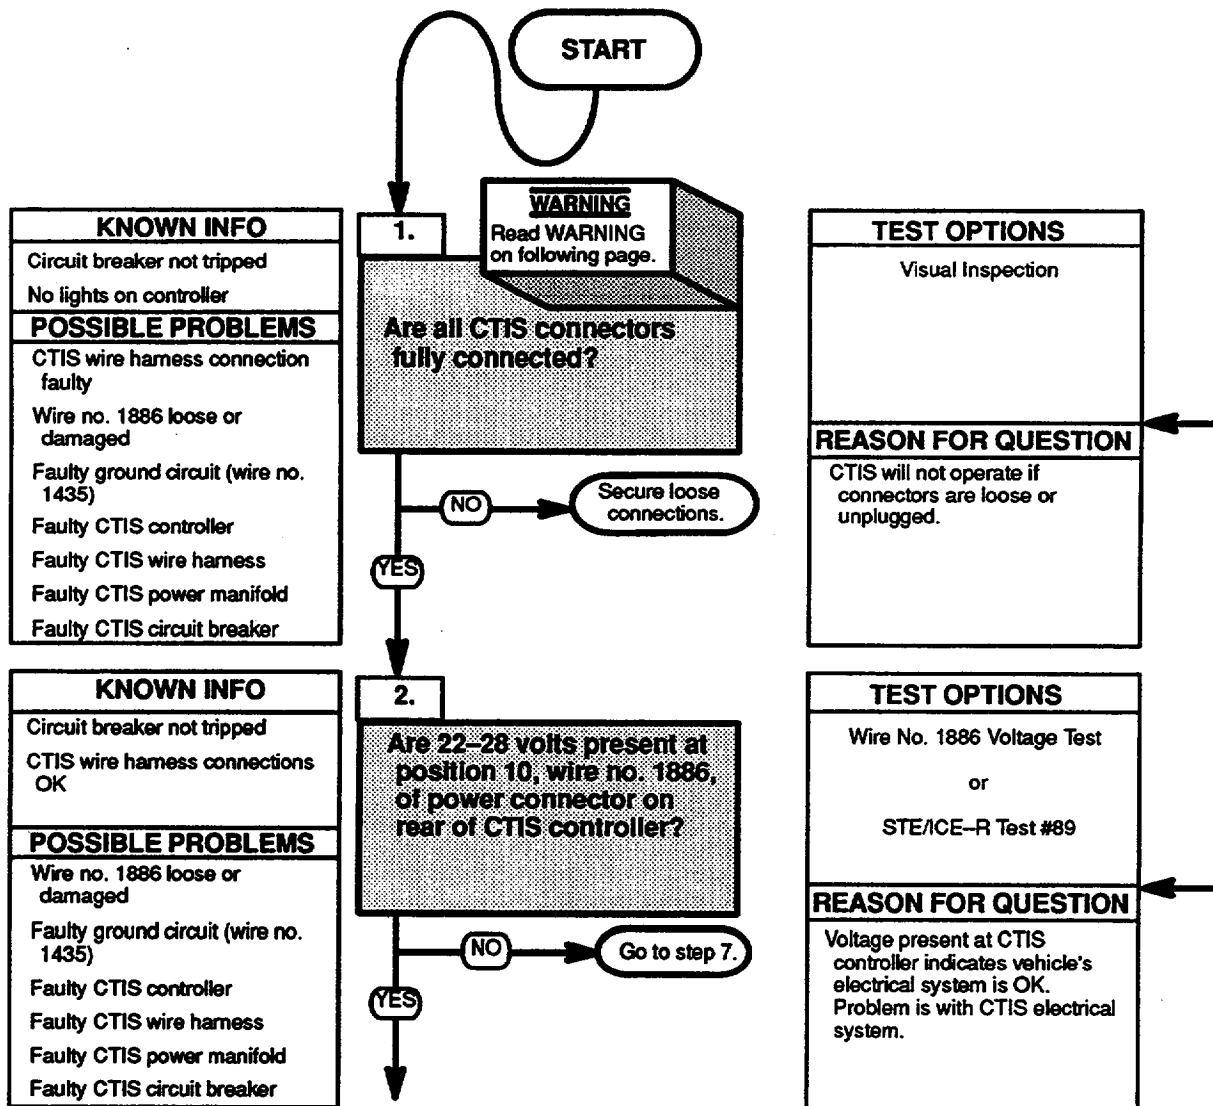 START
WARNING
Read WARNING
on following page.
1.
Are all CTIS connectors
fully connected?
KNOWN INFO
Circuit breaker not tripped
No lights on controller
POSSIBLE PROBLEMS
CTIS wire harness connection
faulty
Wire no. 1886 loose or
damaged
Faulty ground circuit (wire no.
1435)
Faulty CTIS controller
Faulty CTIS wire harness
Faulty CTIS power manifold
Faulty CTIS circuit breaker
NO
Secure loose
connections.
YES
TEST OPTIONS
Visual Inspection
REASON FOR QUESTION
CTIS will not operate if
connectors are loose or
unplugged.
KNOWN INFO
Circuit breaker not tripped
CTIS wire harness connections
OK
POSSIBLE PROBLEMS
Wire no. 1886 loose or
damaged
Faulty ground circuit (wire no.
1435)
Faulty CTIS controller
Faulty CTIS wire harness
Faulty CTIS power manifold
Faulty CTIS circuit breaker
2.
Are 22–28 volts present at
position 10, wire no. 1886,
of power connector on
rear of CTIS controller?
NO
Go to step 7.
YES
TEST OPTIONS
Wire No. 1886 Voltage Test
or
STE/ICE–R Test #89
REASON FOR QUESTION
Voltage present at CTIS
controller indicates vehicle's
electrical system is OK.
Problem is with CTIS electrical
system.